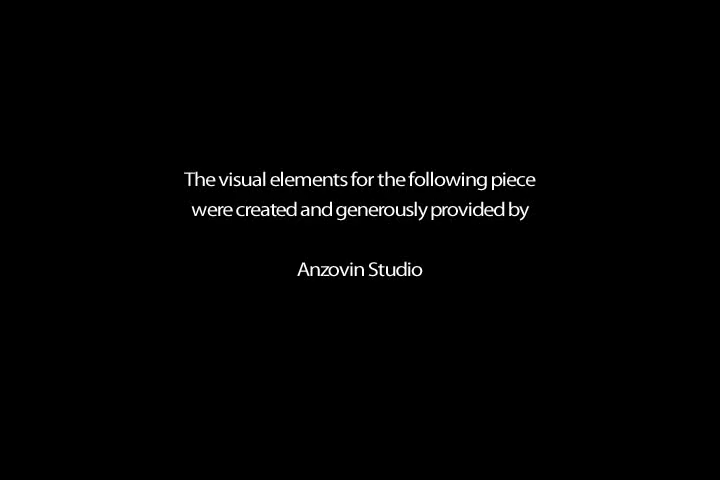 The visual elements for the following piece
were created and generously provided by
Anzovin Studio